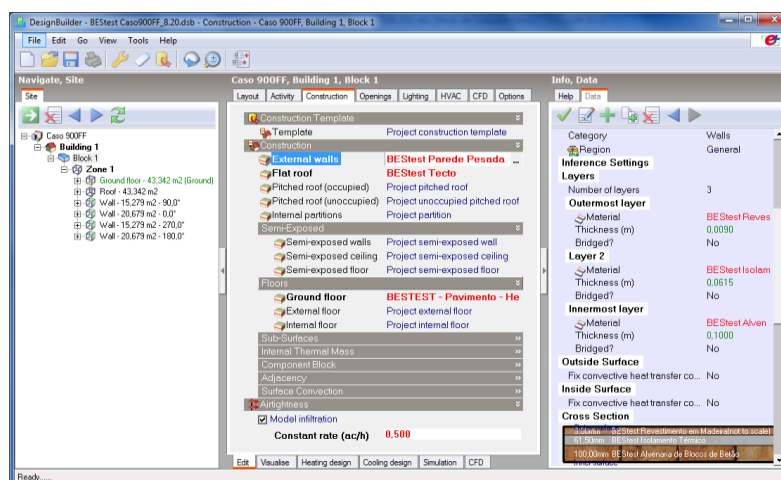 DesignBuilder - BEStest Caso900FF_8.20.dsb - Construction - Caso 900FF, Building 1, Block 1
File Edit Go View Tools Help
Navigate, Site
Site
Caso 900FF
Building 1
Block 1
Zone 1
Ground floor - 43,342 m2 (Ground)
Roof - 43,342 m2
Wall - 15,279 m2 - 90,0°
Wall - 20,679 m2 - 0,0°
Wall - 15,279 m2 - 270,0°
Wall - 20,679 m2 - 180,0°
Caso 900FF, Building 1, Block 1
Layout Activity Construction Openings Lighting HVAC CFD Options
Construction Template
Template Project construction template
Construction
External walls BEStest Parede Pesada ...
Flat roof BEStest Tecto
Pitched roof (occupied) Project pitched roof
Pitched roof (unoccupied) Project unoccupied pitched roof
Internal partitions Project partition
Semi-Exposed
Semi-exposed walls Project semi-exposed wall
Semi-exposed ceiling Project semi-exposed ceiling
Semi-exposed floor Project semi-exposed floor
Floors
Ground floor BESTEST - Pavimento - He
External floor Project external floor
Internal floor Project internal floor
Sub-Surfaces
Internal Thermal Mass
Component Block
Adjacency
Surface Convection
Airtightness
Model infiltration
Constant rate (ac/h) 0,500
Edit Visualise Heating design Cooling design Simulation CFD
Info, Data
Help Data
Category Walls
Region General
Inference Settings
Layers
Number of layers 3
Outermost layer
Material BEStest Reves
Thickness (m) 0,0090
Bridged? No
Layer 2
Material BEStest Isolam
Thickness (m) 0,0615
Bridged? No
Innermost layer
Material BEStest Alven
Thickness (m) 0,1000
Bridged? No
Outside Surface
Fix convective heat transfer co... No
Inside Surface
Fix convective heat transfer co... No
Cross Section
BEStest Revestimento em Madeira(not to scale)
61,50mm BEStest Isolamento Térmico
100,00mm BEStest Alvenaria de Blocos de Betão
Ready......